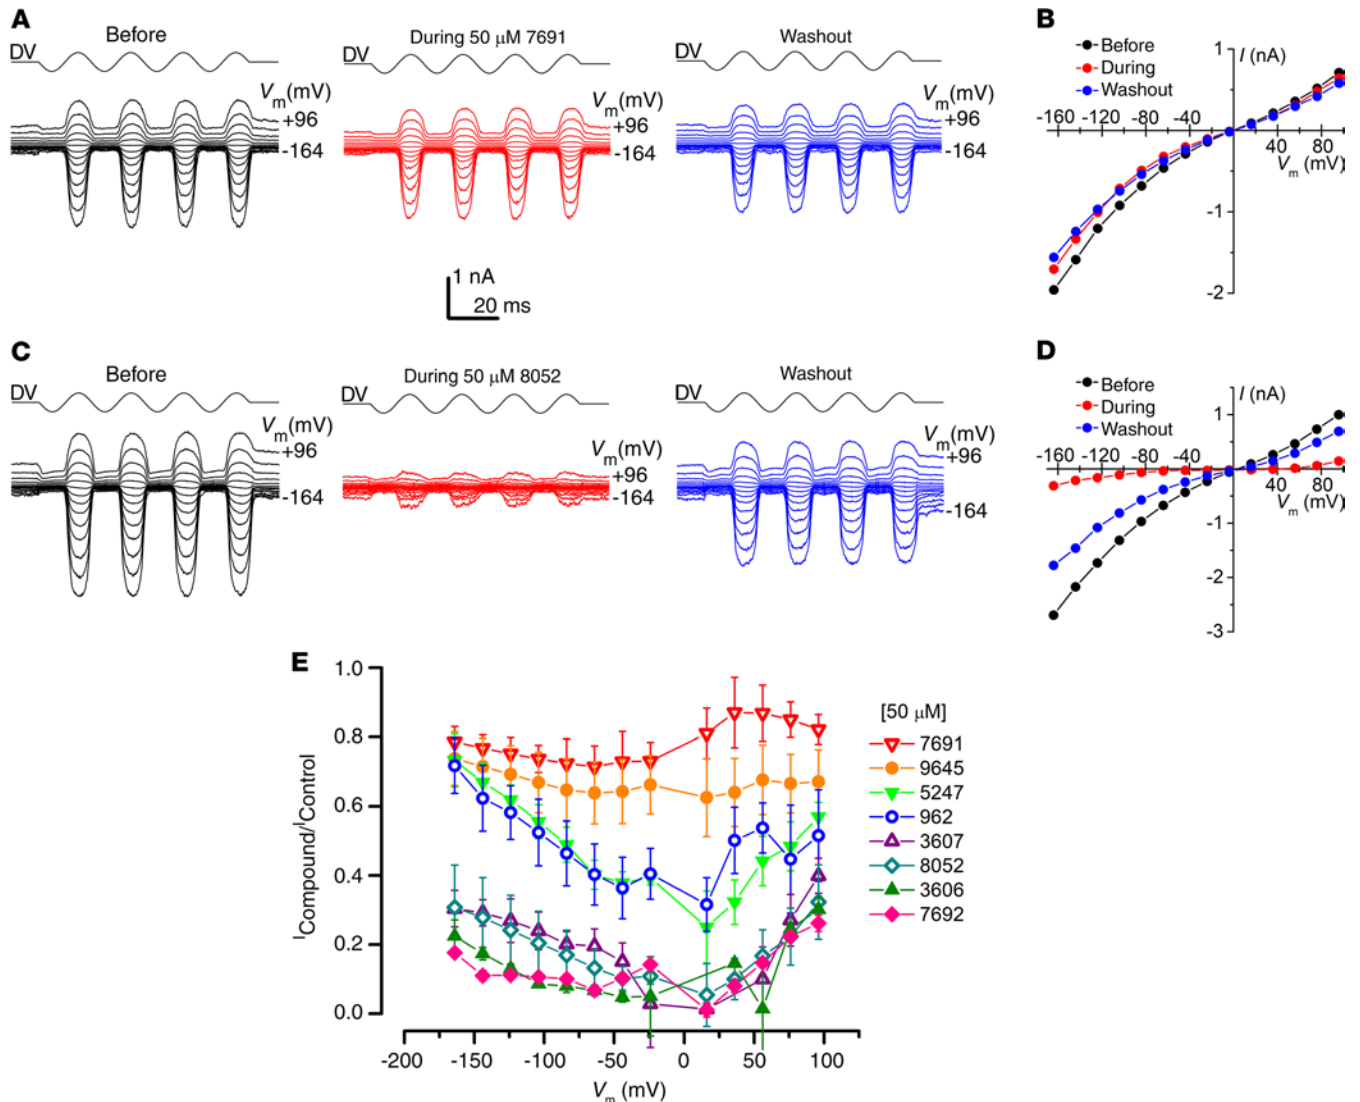 A
Before
During 50 μM 7691
Washout
DV
DV
DV
Vm(mV)
+96
-164
Vm(mV)
+96
-164
Vm(mV)
+96
-164
1 nA
20 ms
B
Before
During
Washout
I (nA)
1
-160 -120 -80 -40
40 80
Vm (mV)
-1
-2
C
Before
During 50 μM 8052
Washout
DV
DV
DV
Vm(mV)
+96
-164
Vm(mV)
+96
-164
Vm(mV)
+96
-164
D
Before
During
Washout
I (nA)
1
-160 -120 -80 -40
40 80
Vm (mV)
-1
-2
-3
E
1.0
0.8
0.6
0.4
0.2
0.0
ICompound/IControl
-200 -150 -100 -50 0 50 100
Vm (mV)
[50 μM]
7691
9645
5247
962
3607
8052
3606
7692